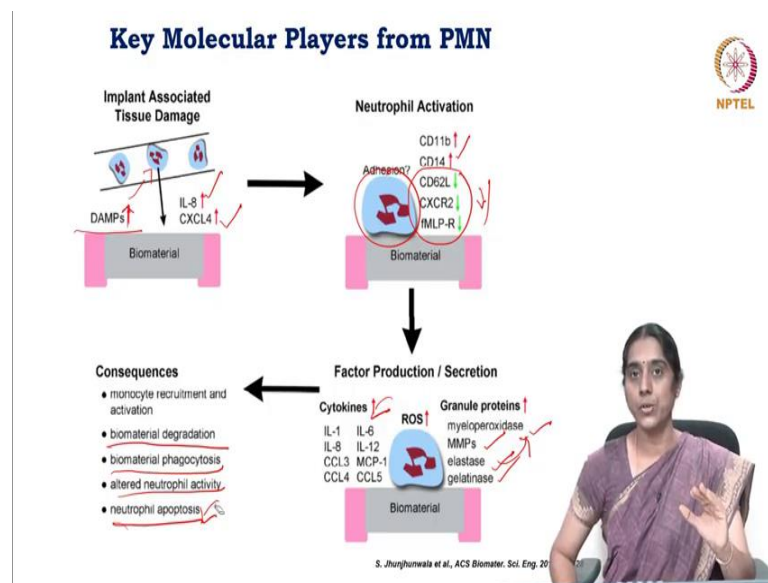 Key Molecular Players from PMN
NPTEL
Implant Associated
Tissue Damage
DAMPs
IL-8
CXCL4
Biomaterial
Neutrophil Activation
Adhesion?
CD11b
CD14
CD62L
CXCR2
fMLP-R
Biomaterial
Factor Production / Secretion
Cytokines
IL-1 IL-6
IL-8 IL-12
CCL3 MCP-1
CCL4 CCL5
ROS
Granule proteins
myeloperoxidase
MMPs
elastase
gelatinase
Biomaterial
Consequences
• monocyte recruitment and
activation
• biomaterial degradation
• biomaterial phagocytosis
• altered neutrophil activity
• neutrophil apoptosis
S. Jhunjhunwala et al., ACS Biomater. Sci. Eng.